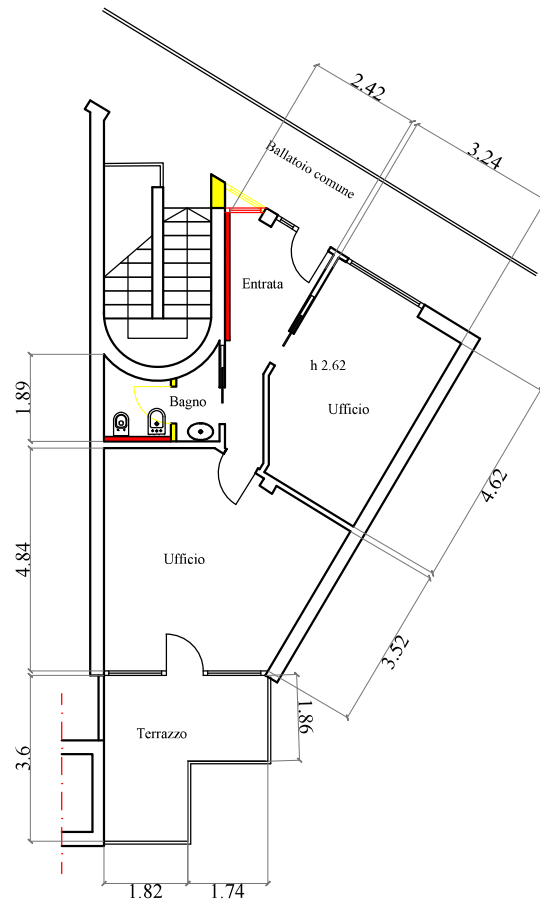 2.42
3.24
Ballatoio comune
Entrata
h 2.62
Ufficio
1.89
Bagno
4.62
4.84
Ufficio
3.52
Terrazzo
1.86
3.6
1.82
1.74